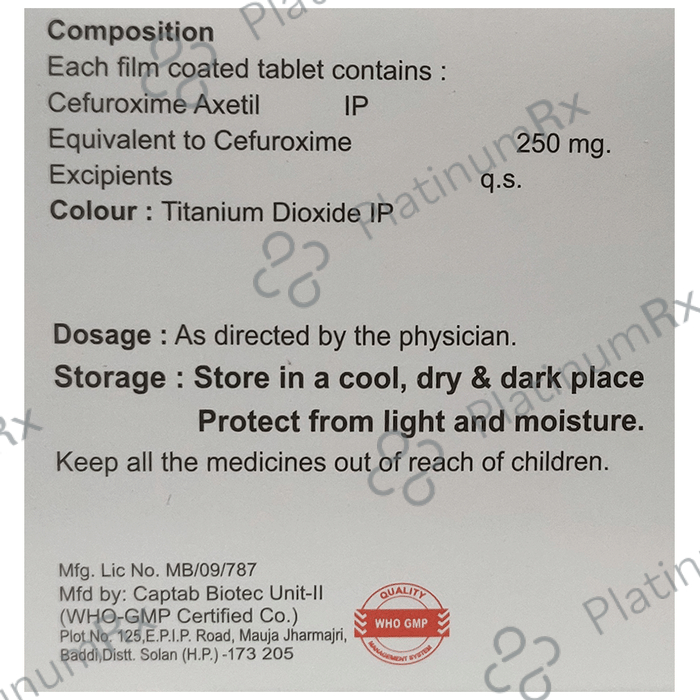 Composition
Each film coated tablet contains :
Cefuroxime Axetil IP
Equivalent to Cefuroxime 250 mg.
Excipients q.s.
Colour : Titanium Dioxide IP
Dosage : As directed by the physician.
Storage : Store in a cool, dry & dark place
Protect from light and moisture.
Keep all the medicines out of reach of children.
Mfg. Lic No. MB/09/787
Mfd by: Captab Biotec Unit-II
(WHO-GMP Certified Co.)
Plot No. 125,E.P.I.P. Road, Mauja Jharmajri,
Baddi,Distt. Solan (H.P.) -173 205
QUALITY
WHO GMP
MANAGEMENT SYSTEM
PlatinumRx
PlatinumRx
PlatinumRx